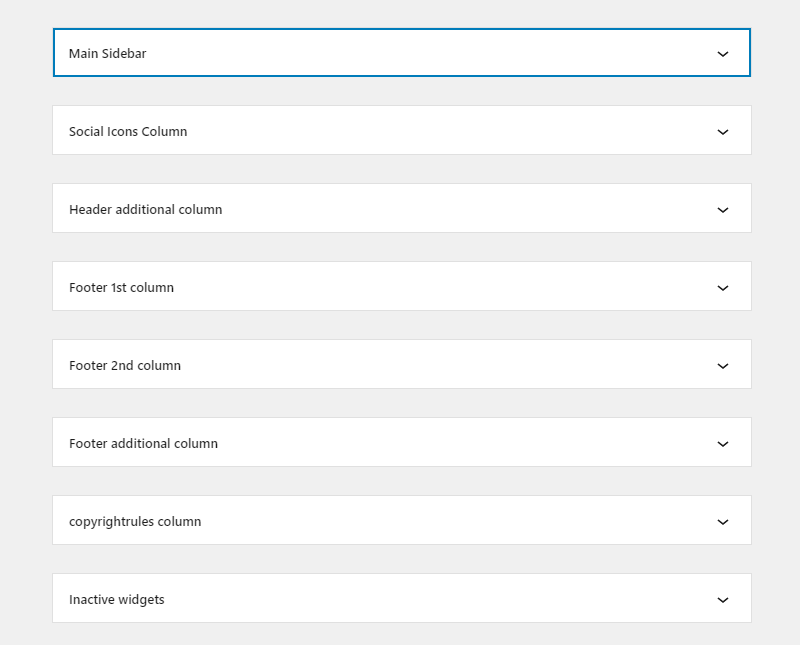 Main Sidebar
Social Icons Column
Header additional column
Footer 1st column
Footer 2nd column
Footer additional column
copyrightrules column
Inactive widgets